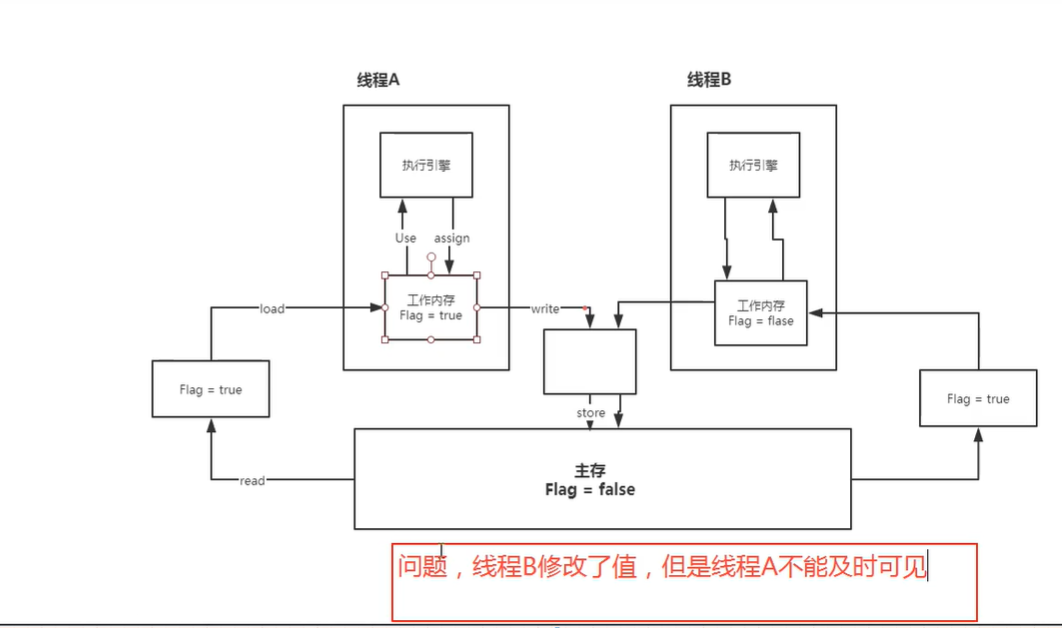 线程A
线程B
执行引擎
执行引擎
Use
assign
工作内存
Flag = true
工作内存
Flag = flase
load
write
Flag = true
Flag = true
store
read
主存
Flag = false
问题，线程B修改了值，但是线程A不能及时可见